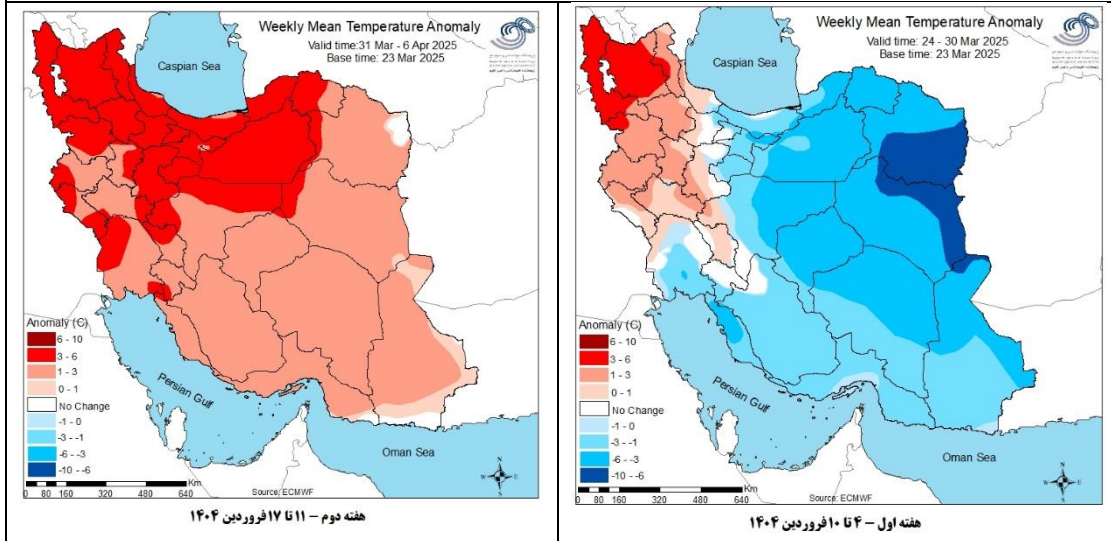 Weekly Mean Temperature Anomaly
Valid time:31 Mar - 6 Apr 2025
Base time: 23 Mar 2025
Caspian Sea
Anomaly (C)
6 - 10
3 - 6
1 - 3
0 - 1
No Change
-1 - 0
-3 - -1
-6 - -3
-10 - -6
Persian Gulf
Oman Sea
Km
0 80 160 320 480 640
Source: ECMWF
هفته دوم – ۱۱ تا ۱۷ فروردین ۱۴۰۴
Weekly Mean Temperature Anomaly
Valid time: 24 - 30 Mar 2025
Base time: 23 Mar 2025
Caspian Sea
Anomaly (C)
6 - 10
3 - 6
1 - 3
0 - 1
No Change
-1 - 0
-3 - -1
-6 - -3
-10 - -6
Persian Gulf
Oman Sea
Km
0 80 160 320 480 640
Source: ECMWF
هفته اول – ۴ تا ۱۰ فروردین ۱۴۰۴